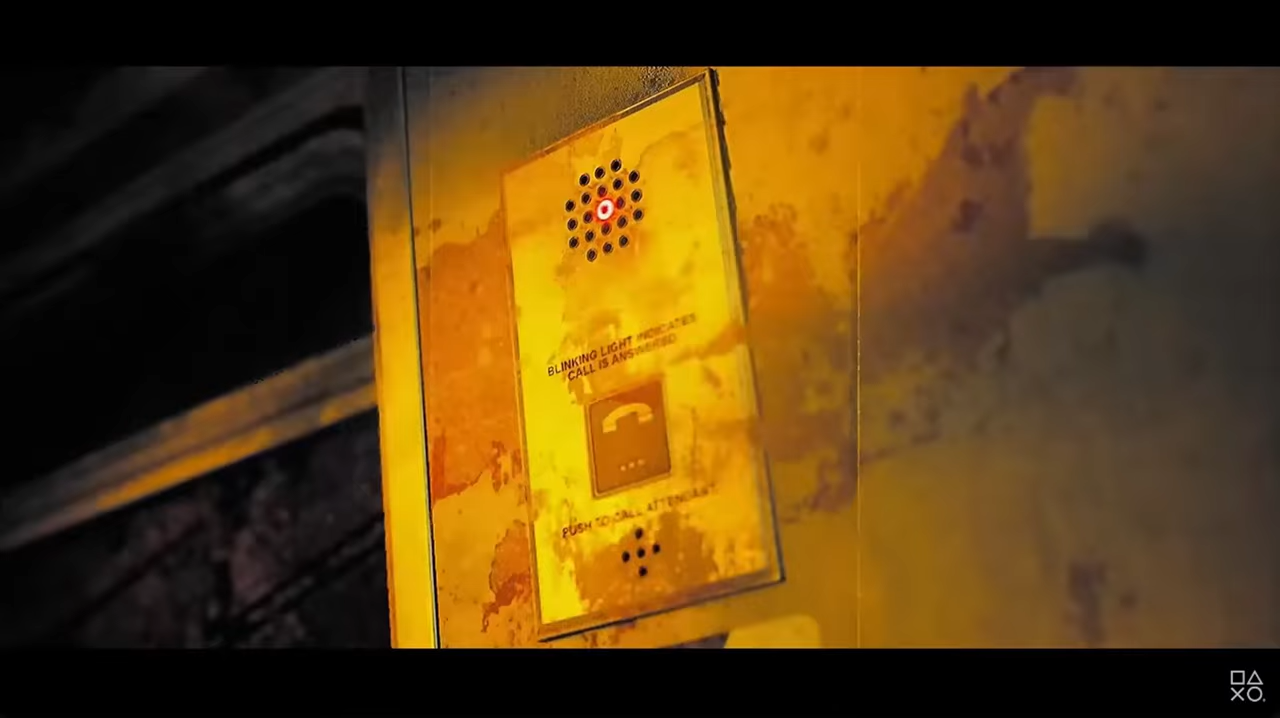 BLINKING LIGHT INDICATES
CALL IS ANSWERED
PUSH TO CALL ATTENDANT